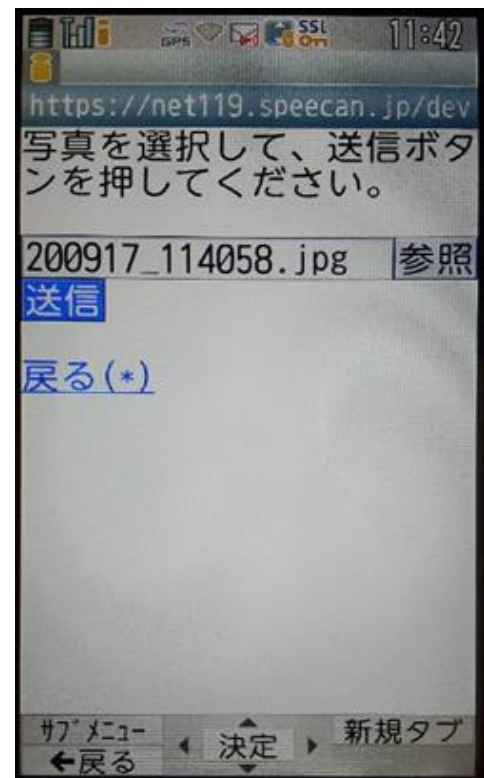 GPS SSL 11:42
https://net119.speecan.jp/dev
写真を選択して、送信ボタ
ンを押してください。
200917_114058.jpg 参照
送信
戻る(*)
ｻﾌﾞﾒﾆｭｰ 決定 新規タブ
←戻る